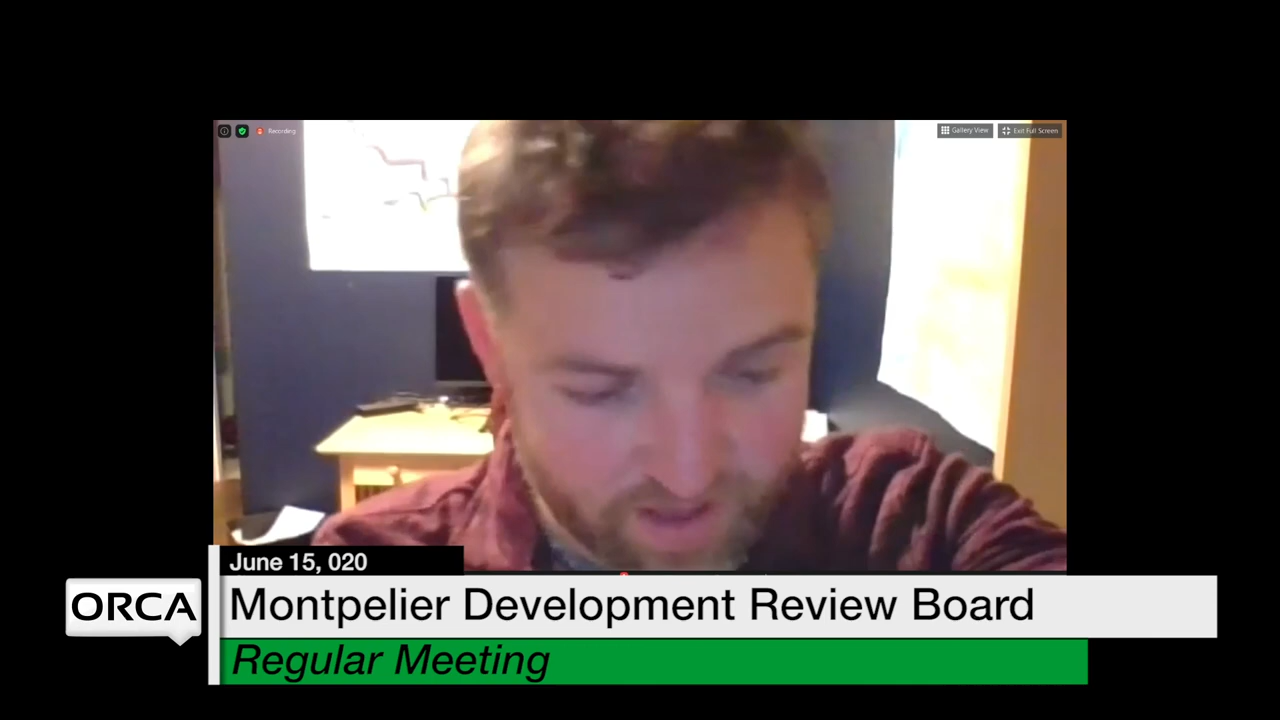 Recording
Gallery View
Exit Full Screen
June 15, 020
ORCA
Montpelier Development Review Board
Regular Meeting